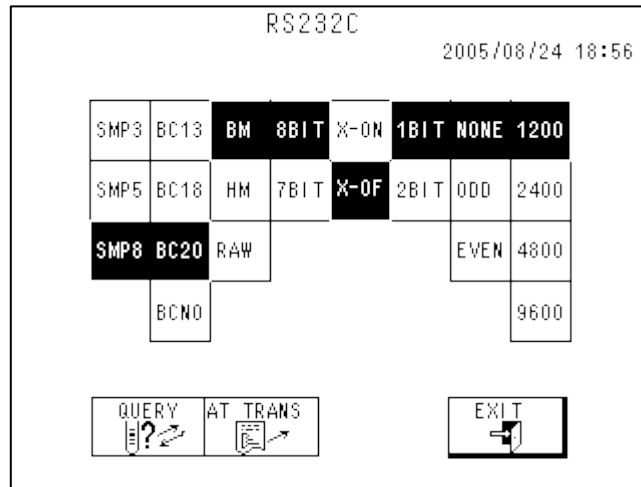 RS232C
2005/08/24 18:56
SMP3 BC13 BM 8BIT X-ON 1BIT NONE 1200
SMP5 BC18 HM 7BIT X-OF 2BIT ODD 2400
SMP8 BC20 RAW EVEN 4800
BCNO 9600
QUERY AT TRANS EXIT
?